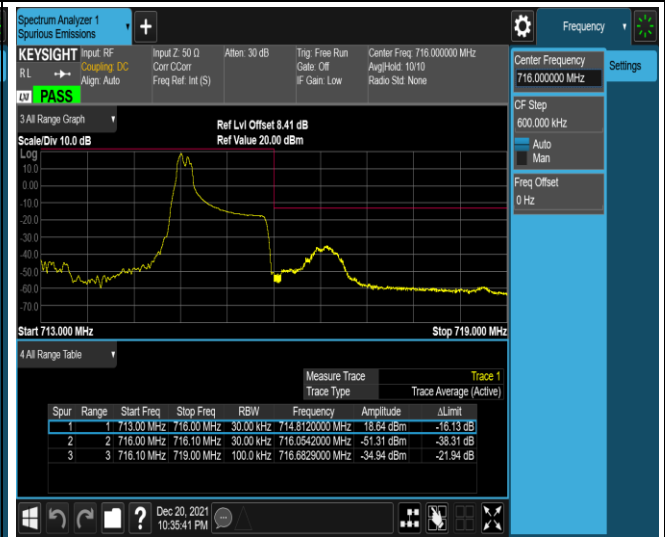 Spectrum Analyzer 1
Spurious Emissions
+
Frequency
KEYSIGHT
Input: RF
Coupling: DC
Align: Auto
Input Z: 50 Ω
Corr CCorr
Freq Ref: Int (S)
Atten: 30 dB
Trig: Free Run
Gate: Off
IF Gain: Low
Center Freq: 716.000000 MHz
Avg|Hold: 10/10
Radio Std: None
R L
LXI
PASS
Center Frequency
716.000000 MHz
Settings
CF Step
600.000 kHz
Auto
Man
Freq Offset
0 Hz
3 All Range Graph
Ref Lvl Offset 8.41 dB
Scale/Div 10.0 dB
Ref Value 20.00 dBm
Log
10.0
0.00
-10.0
-20.0
-30.0
-40.0
-50.0
-60.0
-70.0
Start 713.000 MHz
Stop 719.000 MHz
4 All Range Table
Measure Trace Trace 1
Trace Type Trace Average (Active)
Spur Range Start Freq Stop Freq RBW Frequency Amplitude ΔLimit
1 1 713.00 MHz 716.00 MHz 30.00 kHz 714.8120000 MHz 18.64 dBm -16.13 dB
2 2 716.00 MHz 716.10 MHz 30.00 kHz 716.0542000 MHz -51.31 dBm -38.31 dB
3 3 716.10 MHz 719.00 MHz 100.0 kHz 716.6829000 MHz -34.94 dBm -21.94 dB
?
Dec 20, 2021
10:35:41 PM